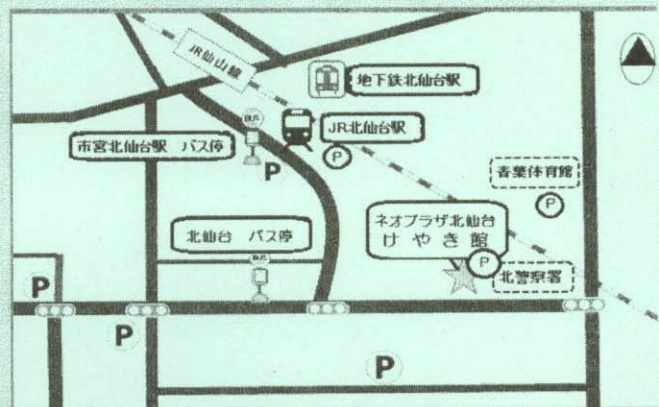 JR仙山線
地下鉄北仙台駅
BUS
JR北仙台駅
市営北仙台駅 バス停
P
P
青葉体育館
P
ネオプラザ北仙台
けやき館
北仙台 バス停
BUS
P
北警察署
P
P
P